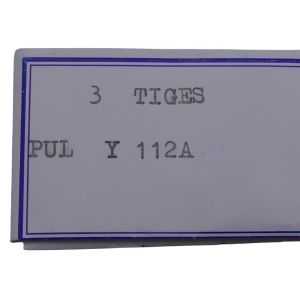 3 TIGES
PUL Y 112A